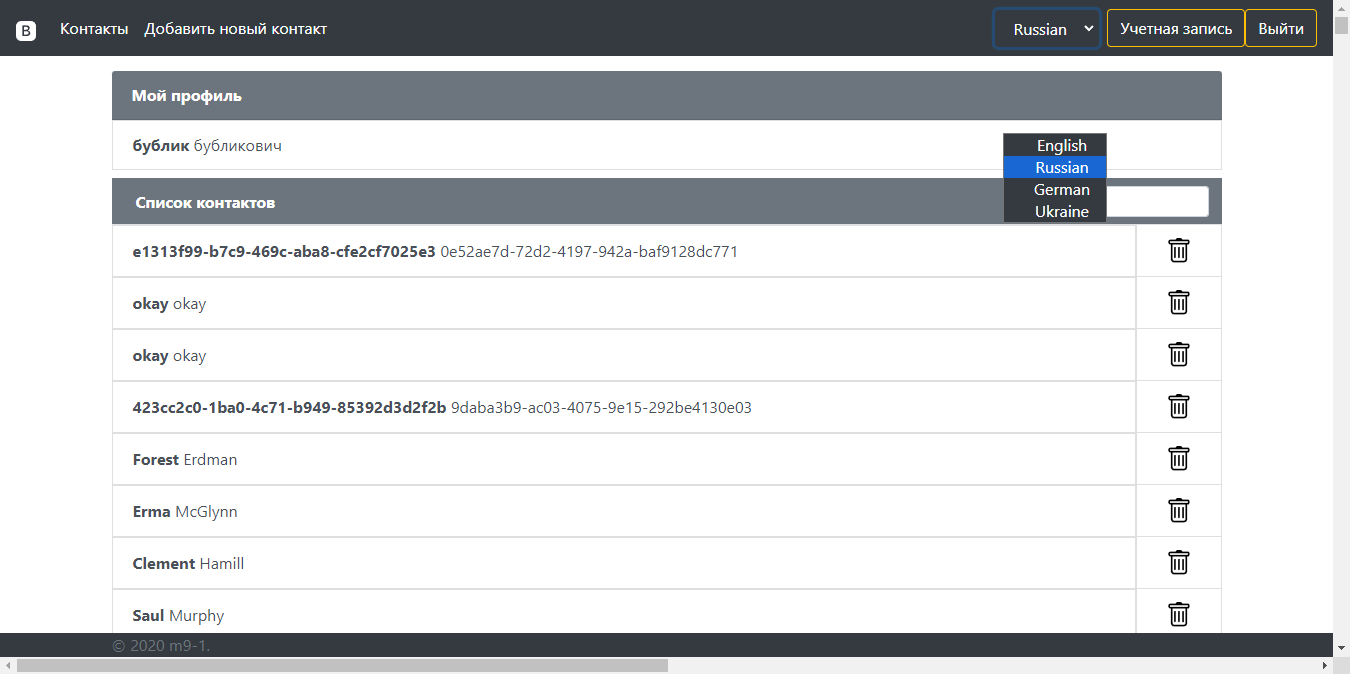 B Контакты Добавить новый контакт Russian Учетная запись Выйти
Мой профиль
бублик бубликович
English
Russian
German
Ukraine
Список контактов
e1313f99-b7c9-469c-aba8-cfe2cf7025e3 0e52ae7d-72d2-4197-942a-baf9128dc771
okay okay
okay okay
423cc2c0-1ba0-4c71-b949-85392d3d2f2b 9daba3b9-ac03-4075-9e15-292be4130e03
Forest Erdman
Erma McGlynn
Clement Hamill
Saul Murphy
© 2020 m9-1.